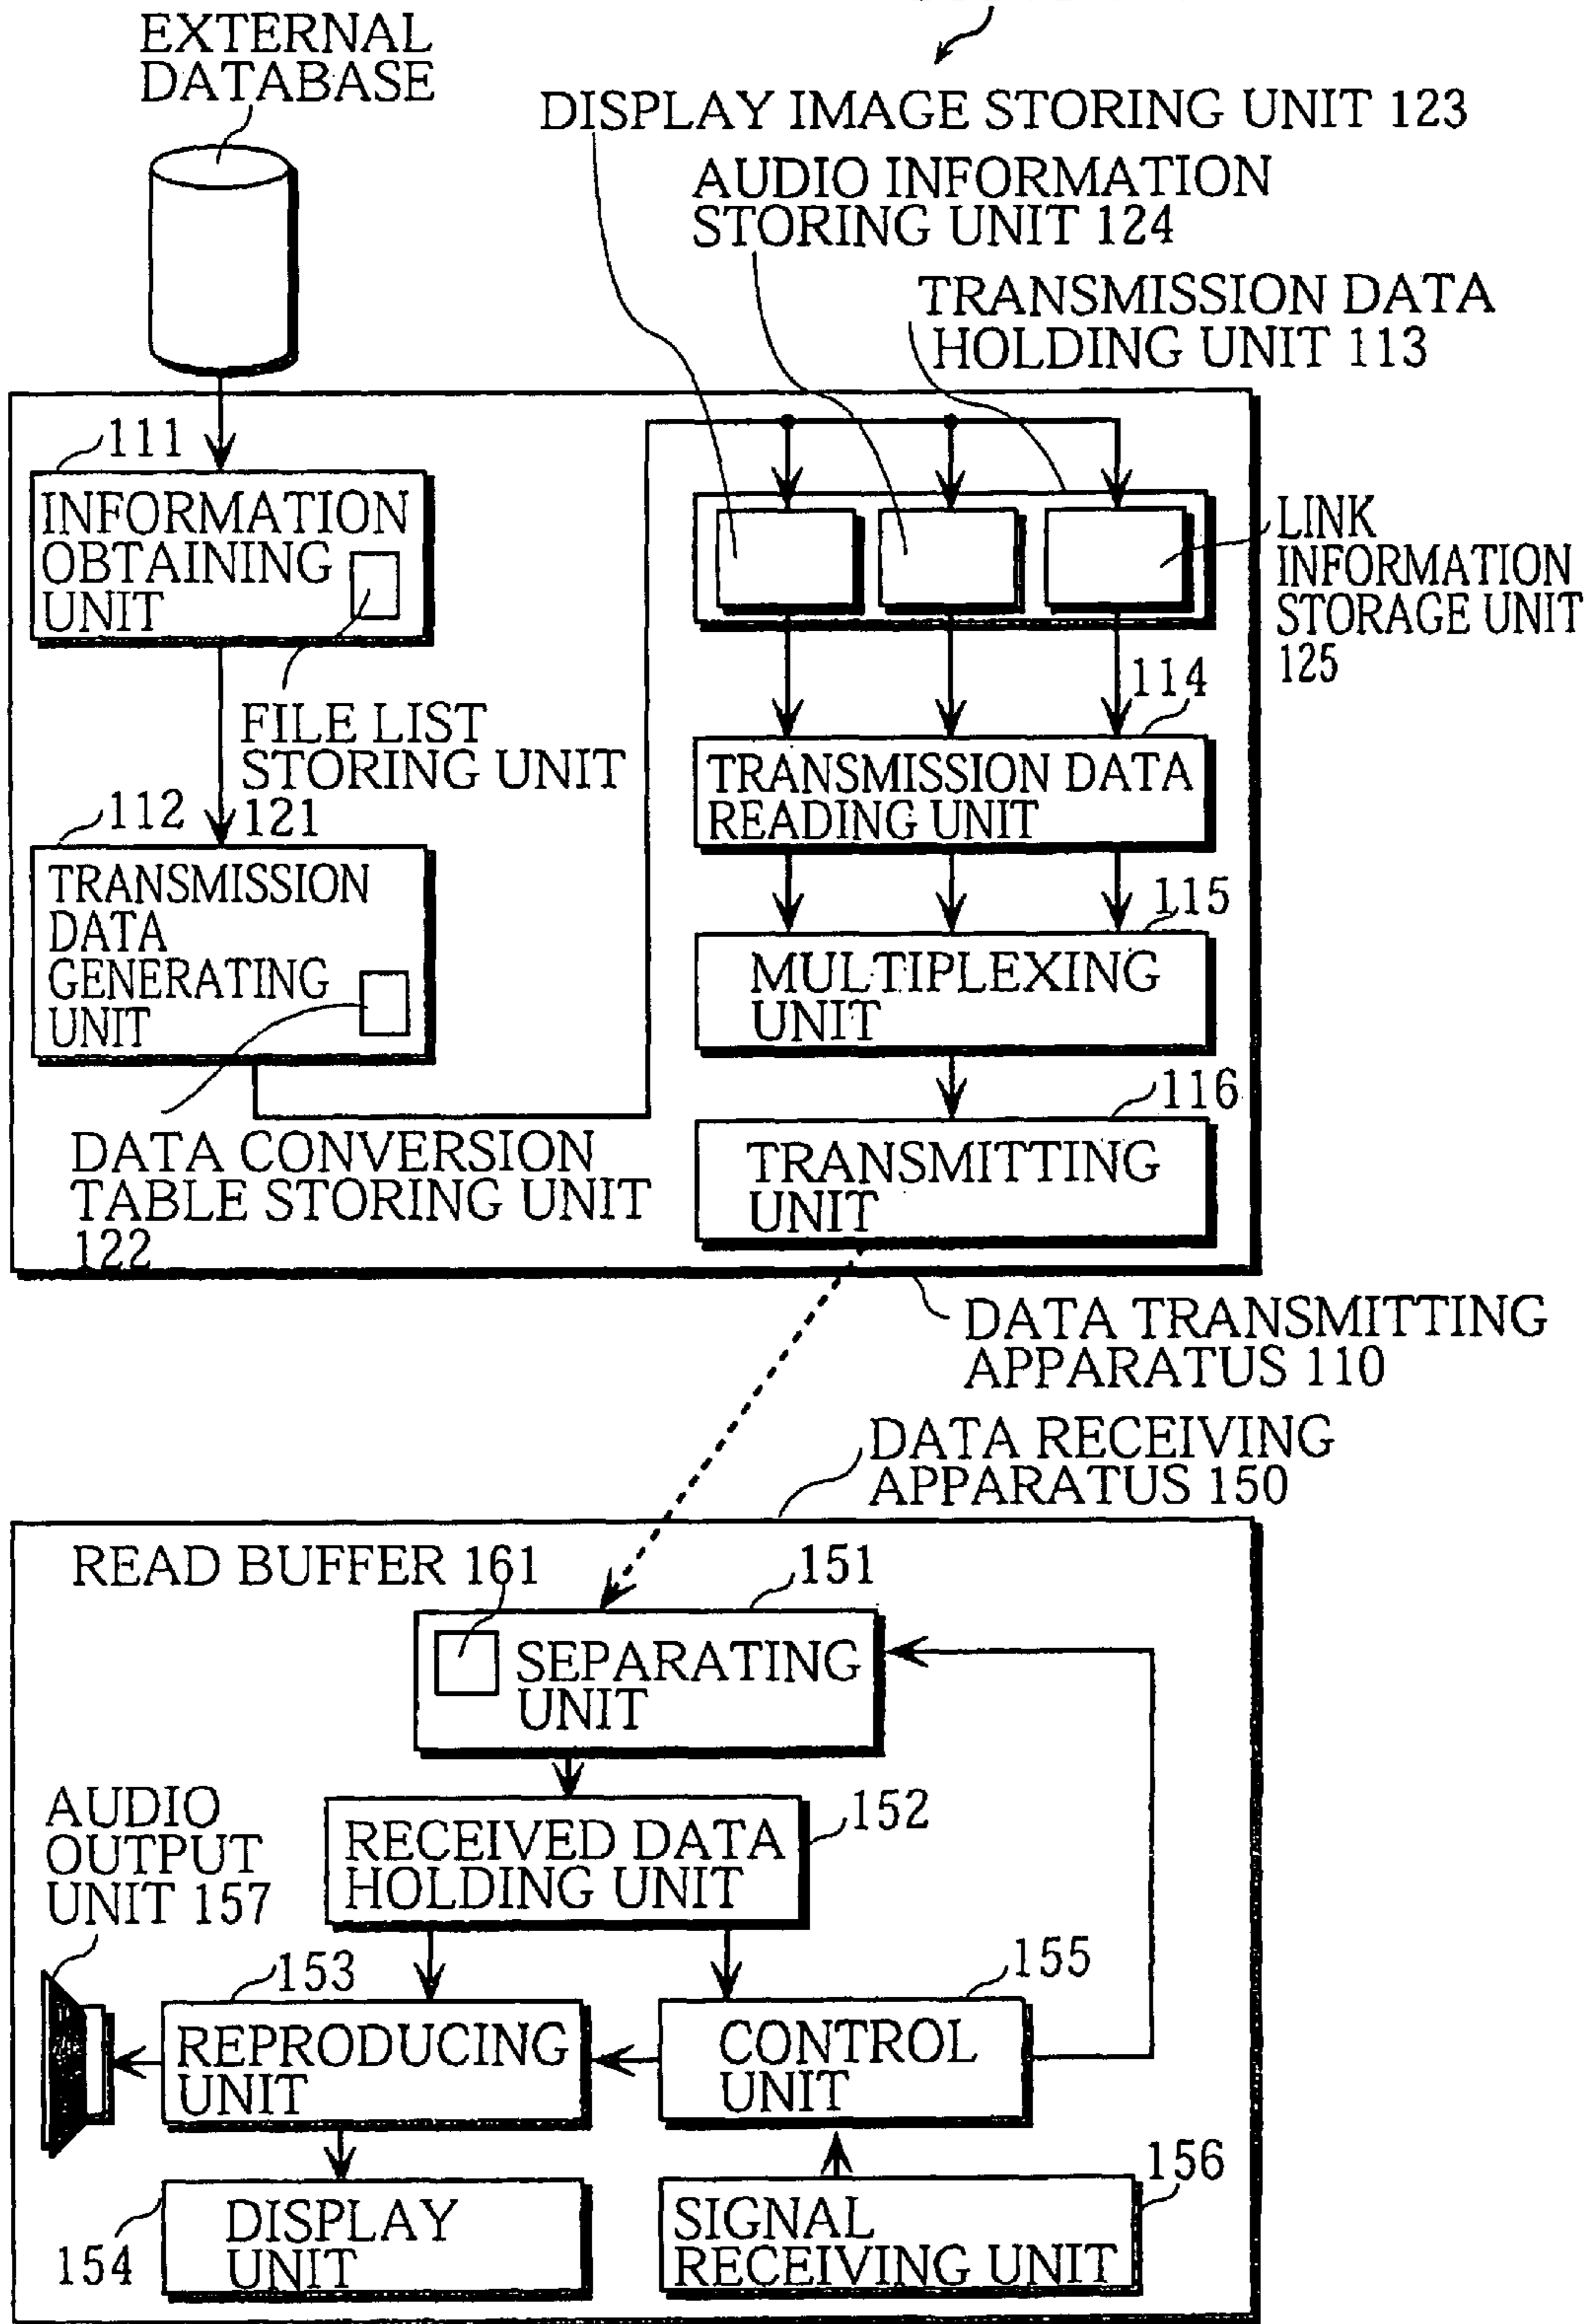 EXTERNAL
DATABASE
DISPLAY IMAGE STORING UNIT 123
AUDIO INFORMATION
STORING UNIT 124
TRANSMISSION DATA
HOLDING UNIT 113
111
INFORMATION
OBTAINING
UNIT
LINK
INFORMATION
STORAGE UNIT
125
FILE LIST
STORING UNIT
121
114
TRANSMISSION DATA
READING UNIT
112
TRANSMISSION
DATA
GENERATING
UNIT
115
MULTIPLEXING
UNIT
116
TRANSMITTING
UNIT
DATA CONVERSION
TABLE STORING UNIT
122
DATA TRANSMITTING
APPARATUS 110
DATA RECEIVING
APPARATUS 150
READ BUFFER 161
151
SEPARATING
UNIT
AUDIO
OUTPUT
UNIT 157
152
RECEIVED DATA
HOLDING UNIT
153
REPRODUCING
UNIT
155
CONTROL
UNIT
154
DISPLAY
UNIT
156
SIGNAL
RECEIVING UNIT